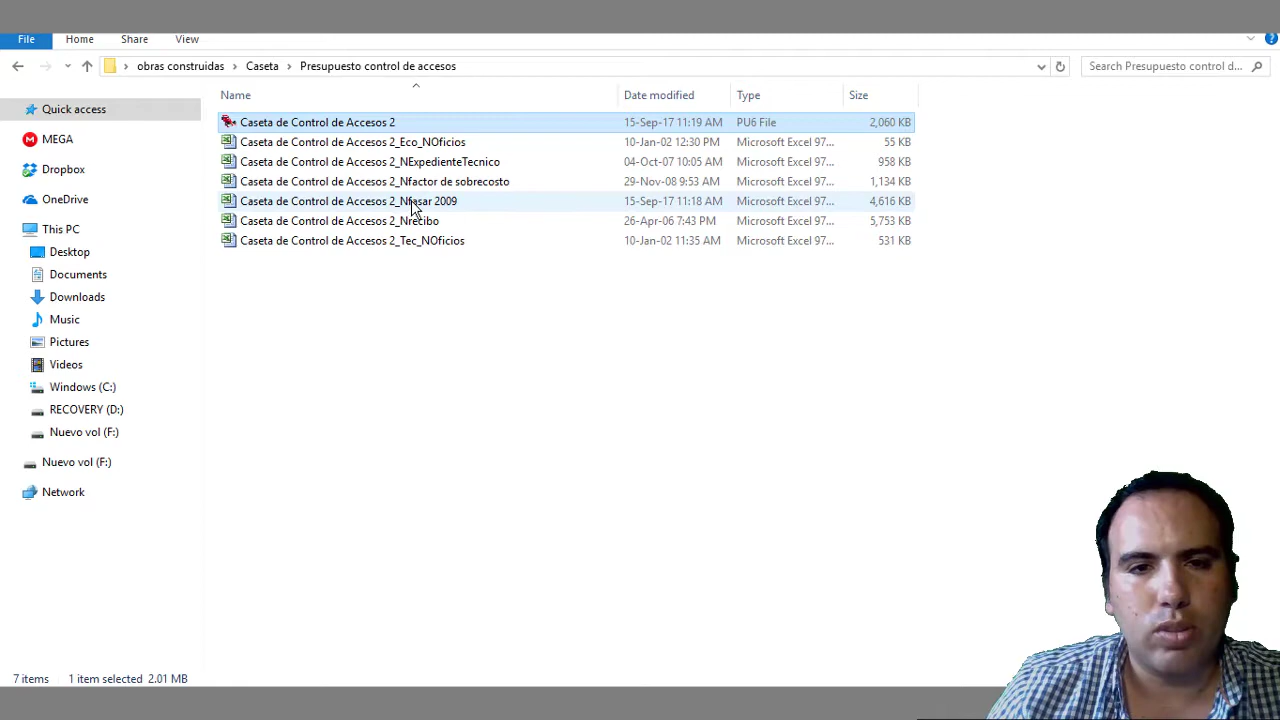 File Home Share View
obras construidas Caseta Presupuesto control de accesos Search Presupuesto control d...
Name Date modified Type Size
Quick access
MEGA
Dropbox
OneDrive
This PC
Desktop
Documents
Downloads
Music
Pictures
Videos
Windows (C:)
RECOVERY (D:)
Nuevo vol (F:)
Nuevo vol (F:)
Network
Caseta de Control de Accesos 2 15-Sep-17 11:19 AM PU6 File 2,060 KB
Caseta de Control de Accesos 2_Eco_NOficios 10-Jan-02 12:30 PM Microsoft Excel 97... 55 KB
Caseta de Control de Accesos 2_NExpedienteTecnico 04-Oct-07 10:05 AM Microsoft Excel 97... 958 KB
Caseta de Control de Accesos 2_Nfactor de sobrecosto 29-Nov-08 9:53 AM Microsoft Excel 97... 1,134 KB
Caseta de Control de Accesos 2_Nfasar 2009 15-Sep-17 11:18 AM Microsoft Excel 97... 4,616 KB
Caseta de Control de Accesos 2_Nrecibo 26-Apr-06 7:43 PM Microsoft Excel 97... 5,753 KB
Caseta de Control de Accesos 2_Tec_NOficios 10-Jan-02 11:35 AM Microsoft Excel 97... 531 KB
7 items 1 item selected 2.01 MB